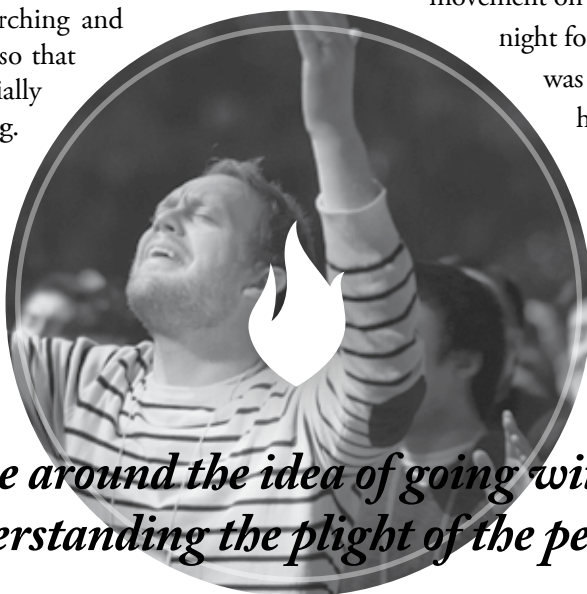 rching and
so that
ially
g.
movement on
night fo
was
h
e around the idea of going wi
erstanding the plight of the pe